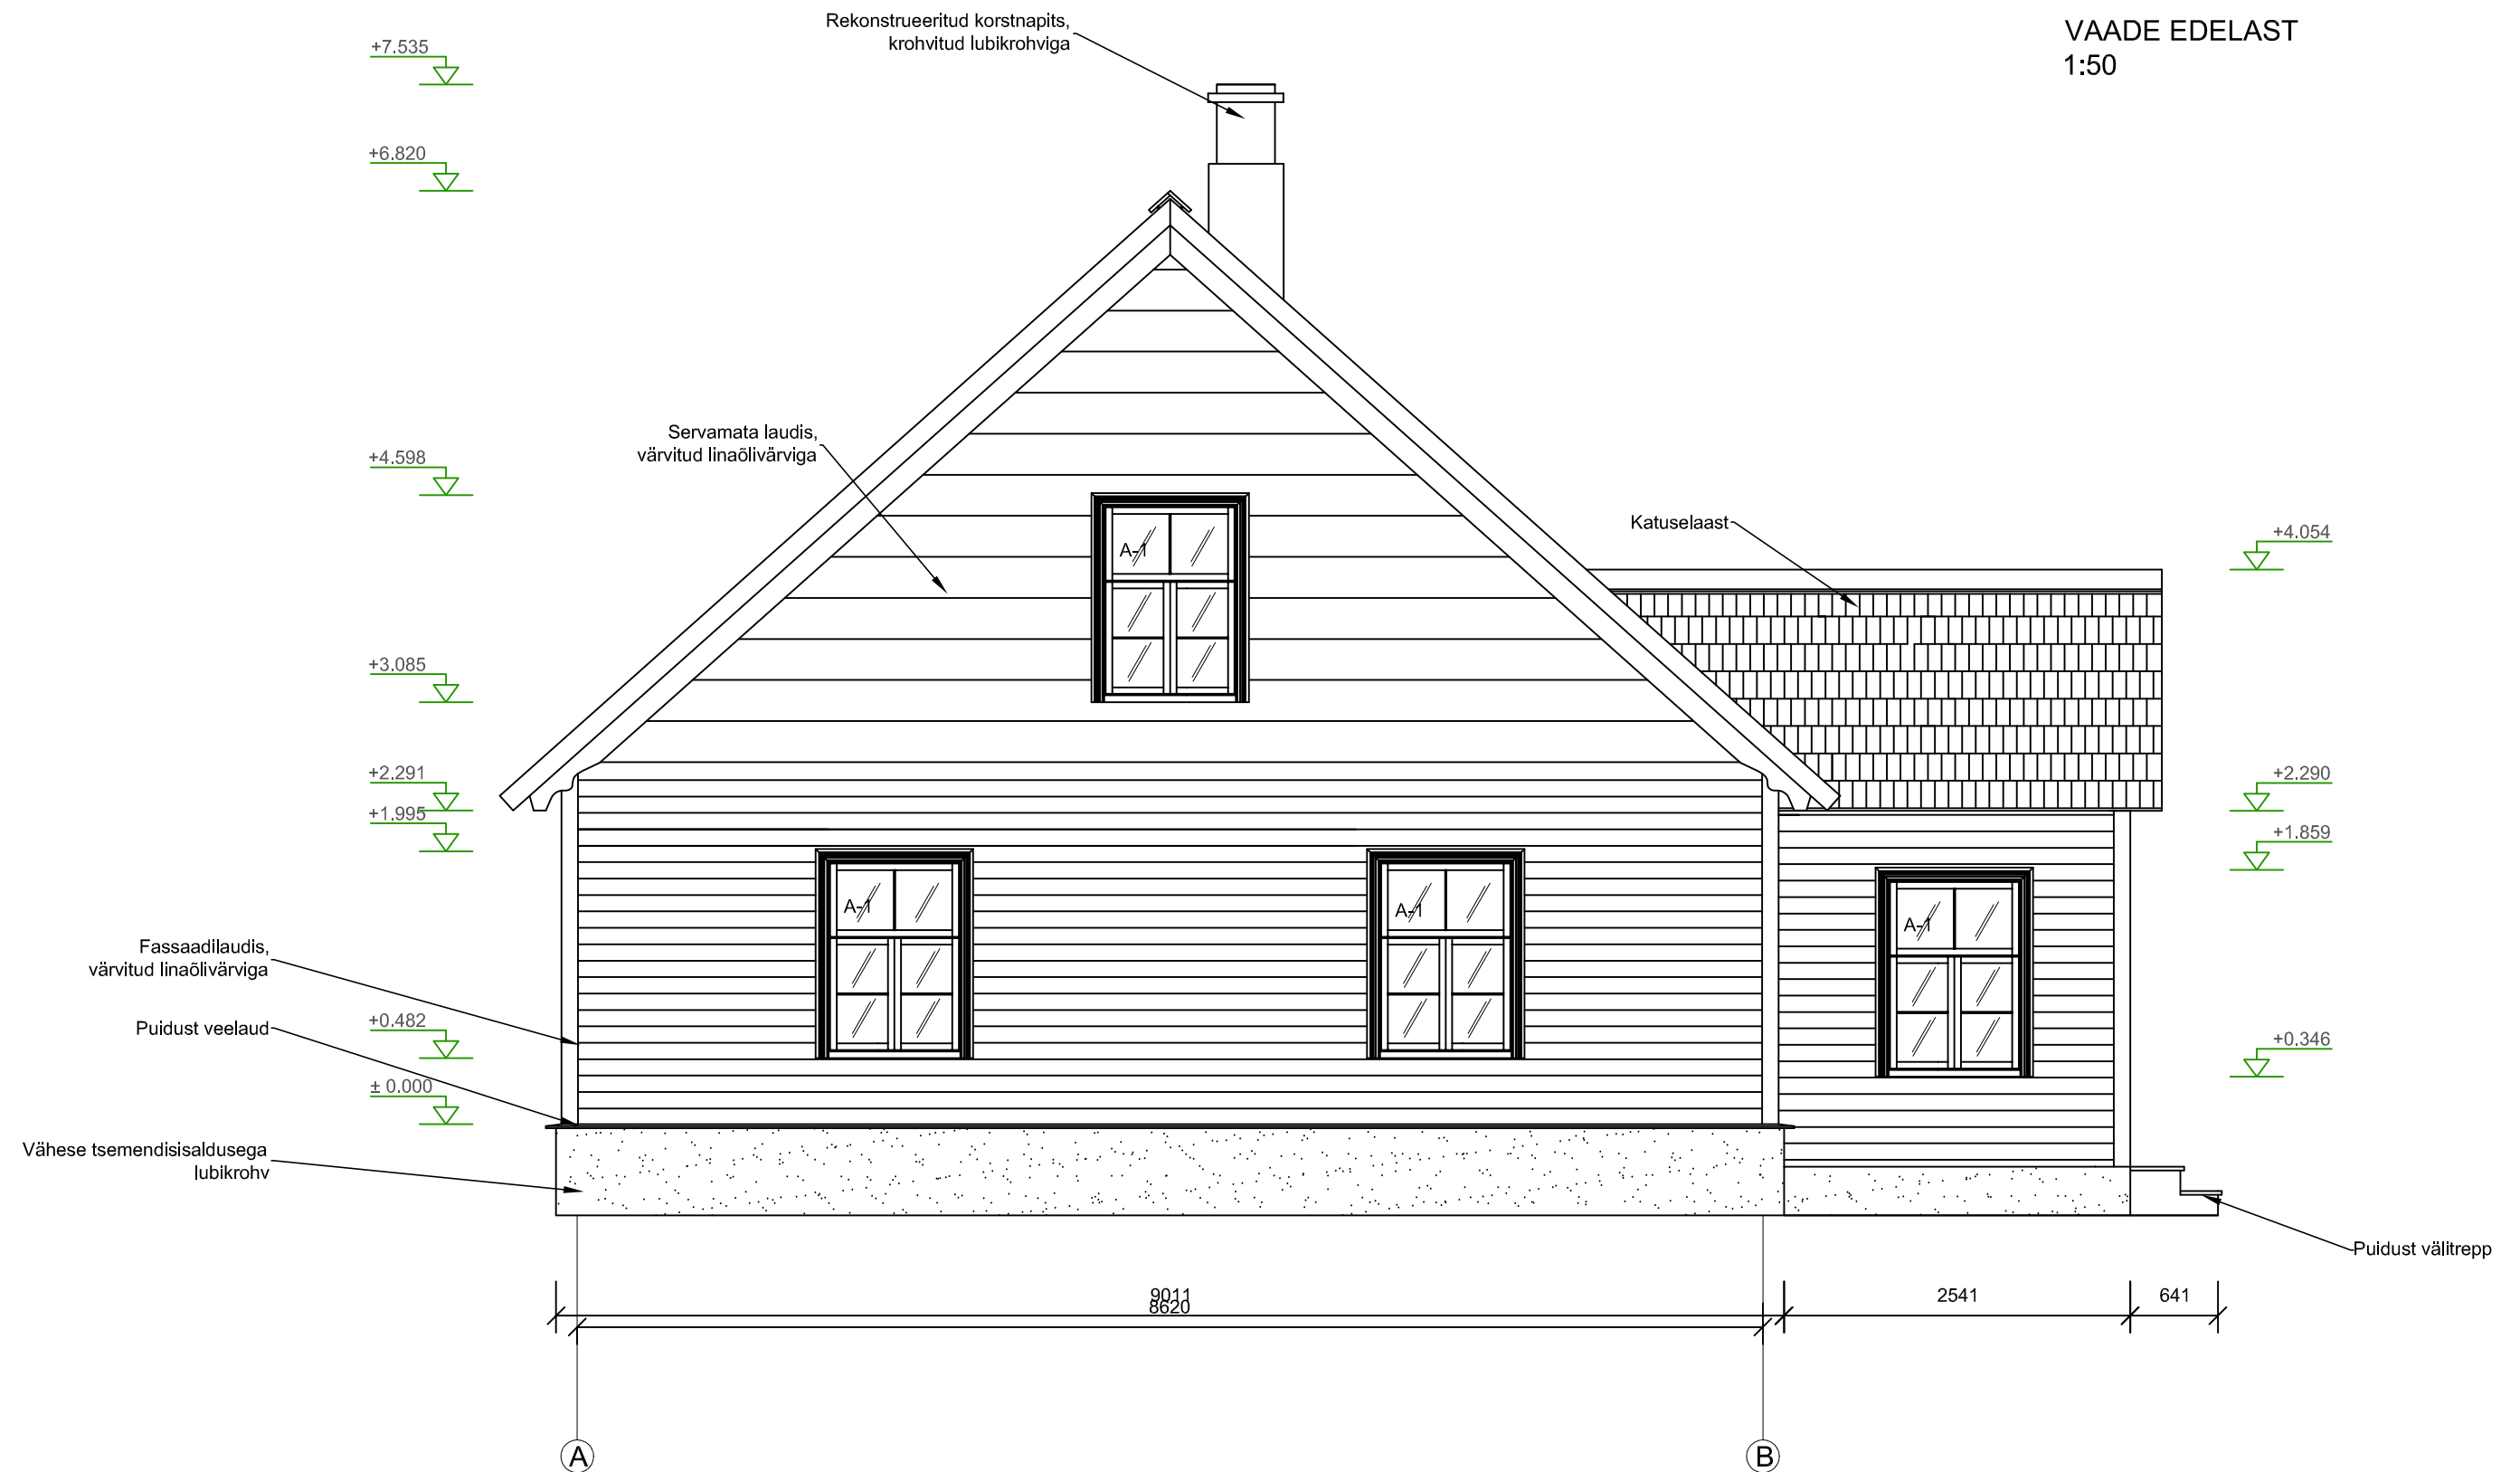 VAADE EDELAST
1:50
Rekonstrueeritud korstnapits,
krohvitud lubikrohviga
+7.535
+6.820
Servamata laudis,
värvitud linaõlivärviga
+4.598
Katuselaast
+4.054
A-1
+3.085
+2.291
+2.290
+1.995
+1.859
A-1
A-1
A-1
Fassaadilaudis,
värvitud linaõlivärviga
Puidust veelaud
+0.482
+0.346
± 0.000
Vähese tsemendisisaldusega
lubikrohv
Puidust välitrepp
9011
8620
2541
641
A
B